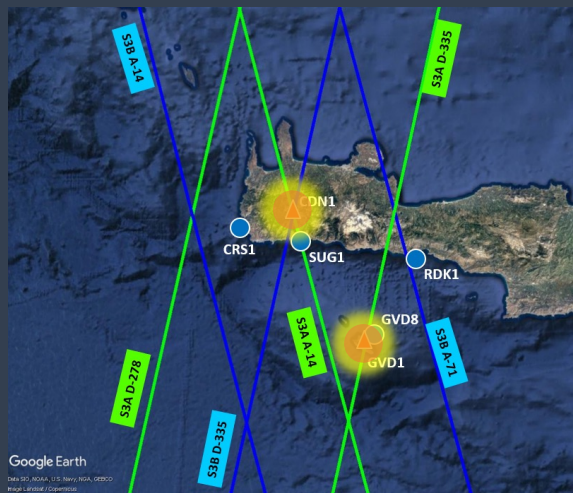 S3B A-14
S3A D-335
CDN1
CRS1
SUG1
RDK1
GVD8
S3A A-14
GVD1
S3B A-71
S3A D-278
S3B D-335
Google Earth
Data SIO, NOAA, U.S. Navy, NGA, GEBCO
Image Landsat / Copernicus